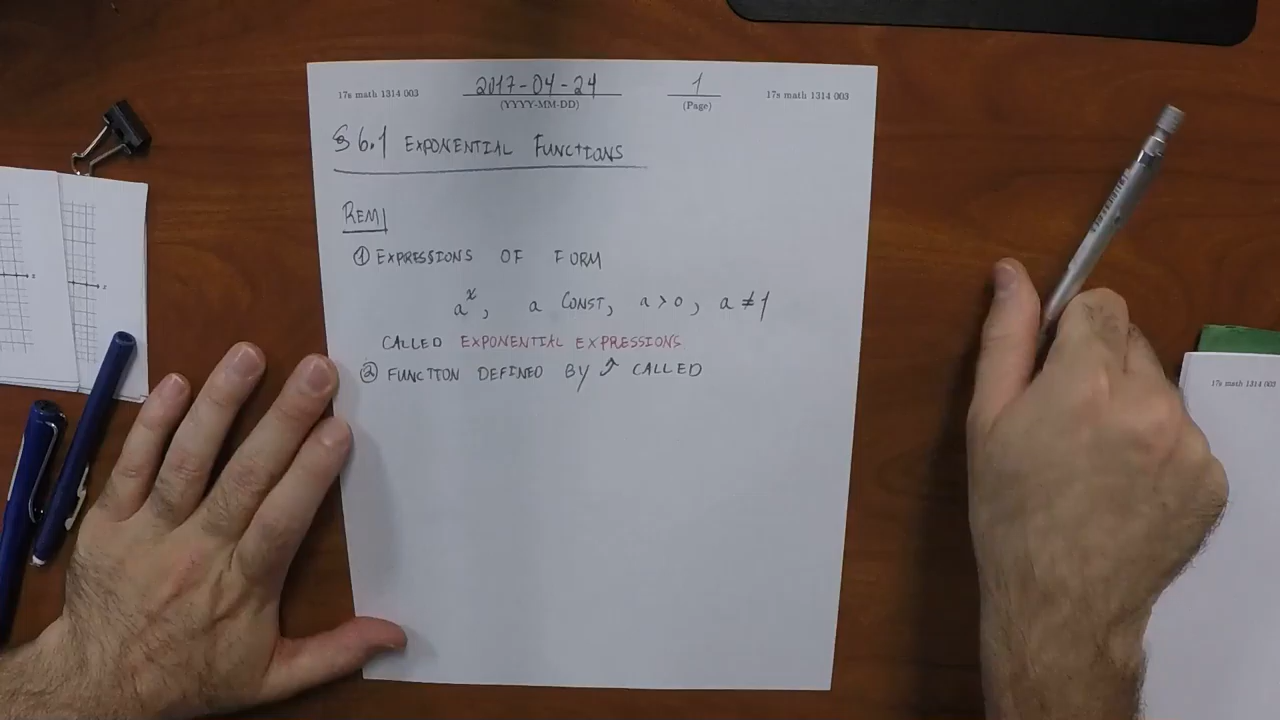 17s math 1314 003 2017-04-24 1 17s math 1314 003
(YYYY-MM-DD) (Page)
§ 6.1 EXPONENTIAL FUNCTIONS
REM
① EXPRESSIONS OF FORM
aˣ, a CONST, a > 0, a ≠ 1
CALLED EXPONENTIAL EXPRESSIONS
② FUNCTION DEFINED BY ⤴ CALLED
17s math 1314 003
x
x